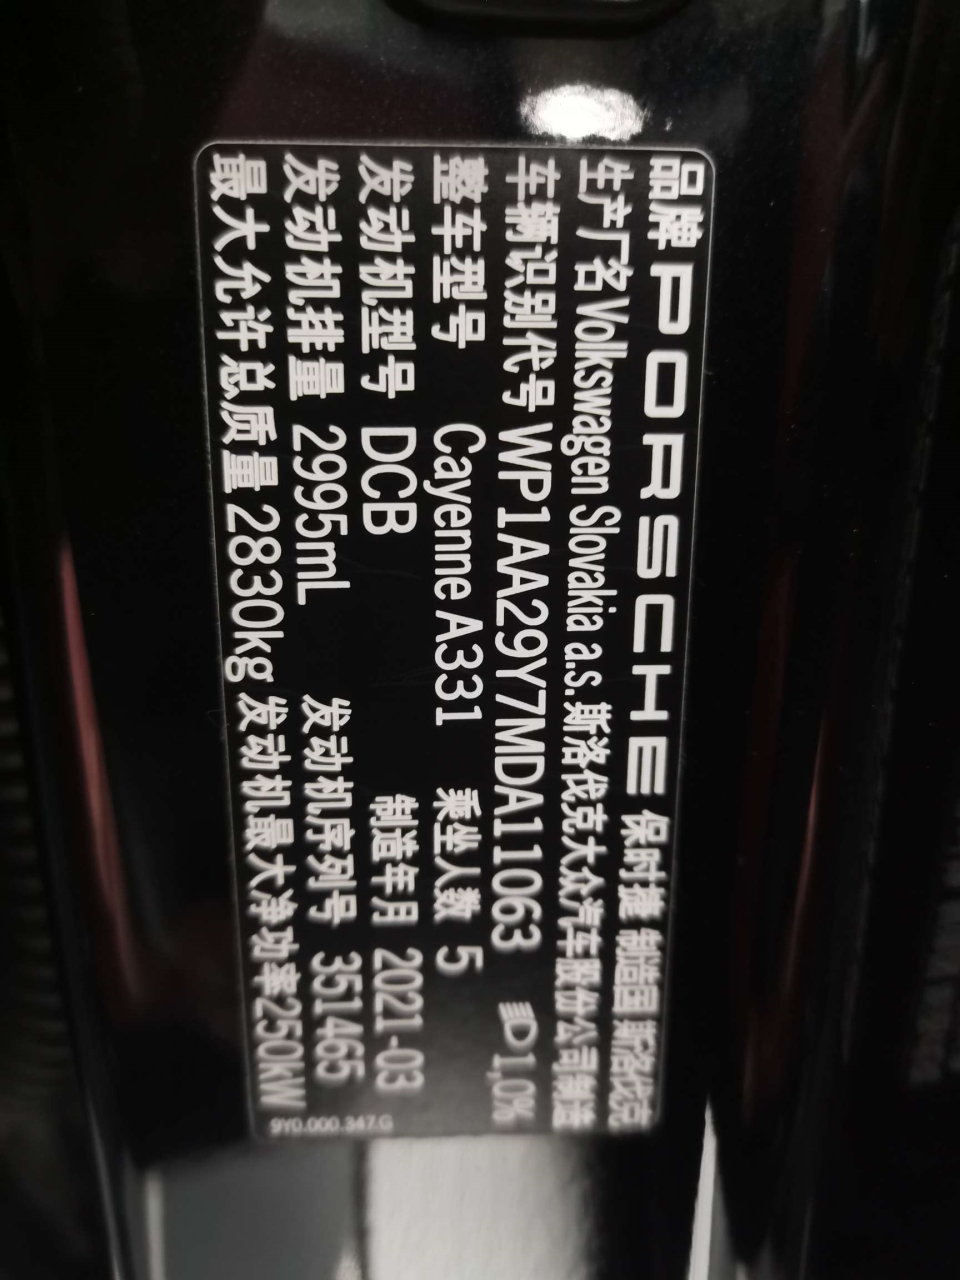 品牌 PORSCHE 保时捷 制造国 斯洛伐克
生产厂名 Volkswagen Slovakia a.s.斯洛伐克大众汽车股份公司制造
车辆识别代号 WP1AA29Y7MDA11063 1,0%
整车型号 Cayenne A331 乘坐人数 5
发动机型号 DCB 制造年月 2021-03
发动机排量 2995mL 发动机序列号 351465
最大允许总质量 2830kg 发动机最大净功率250kW
9Y0.000.347.G